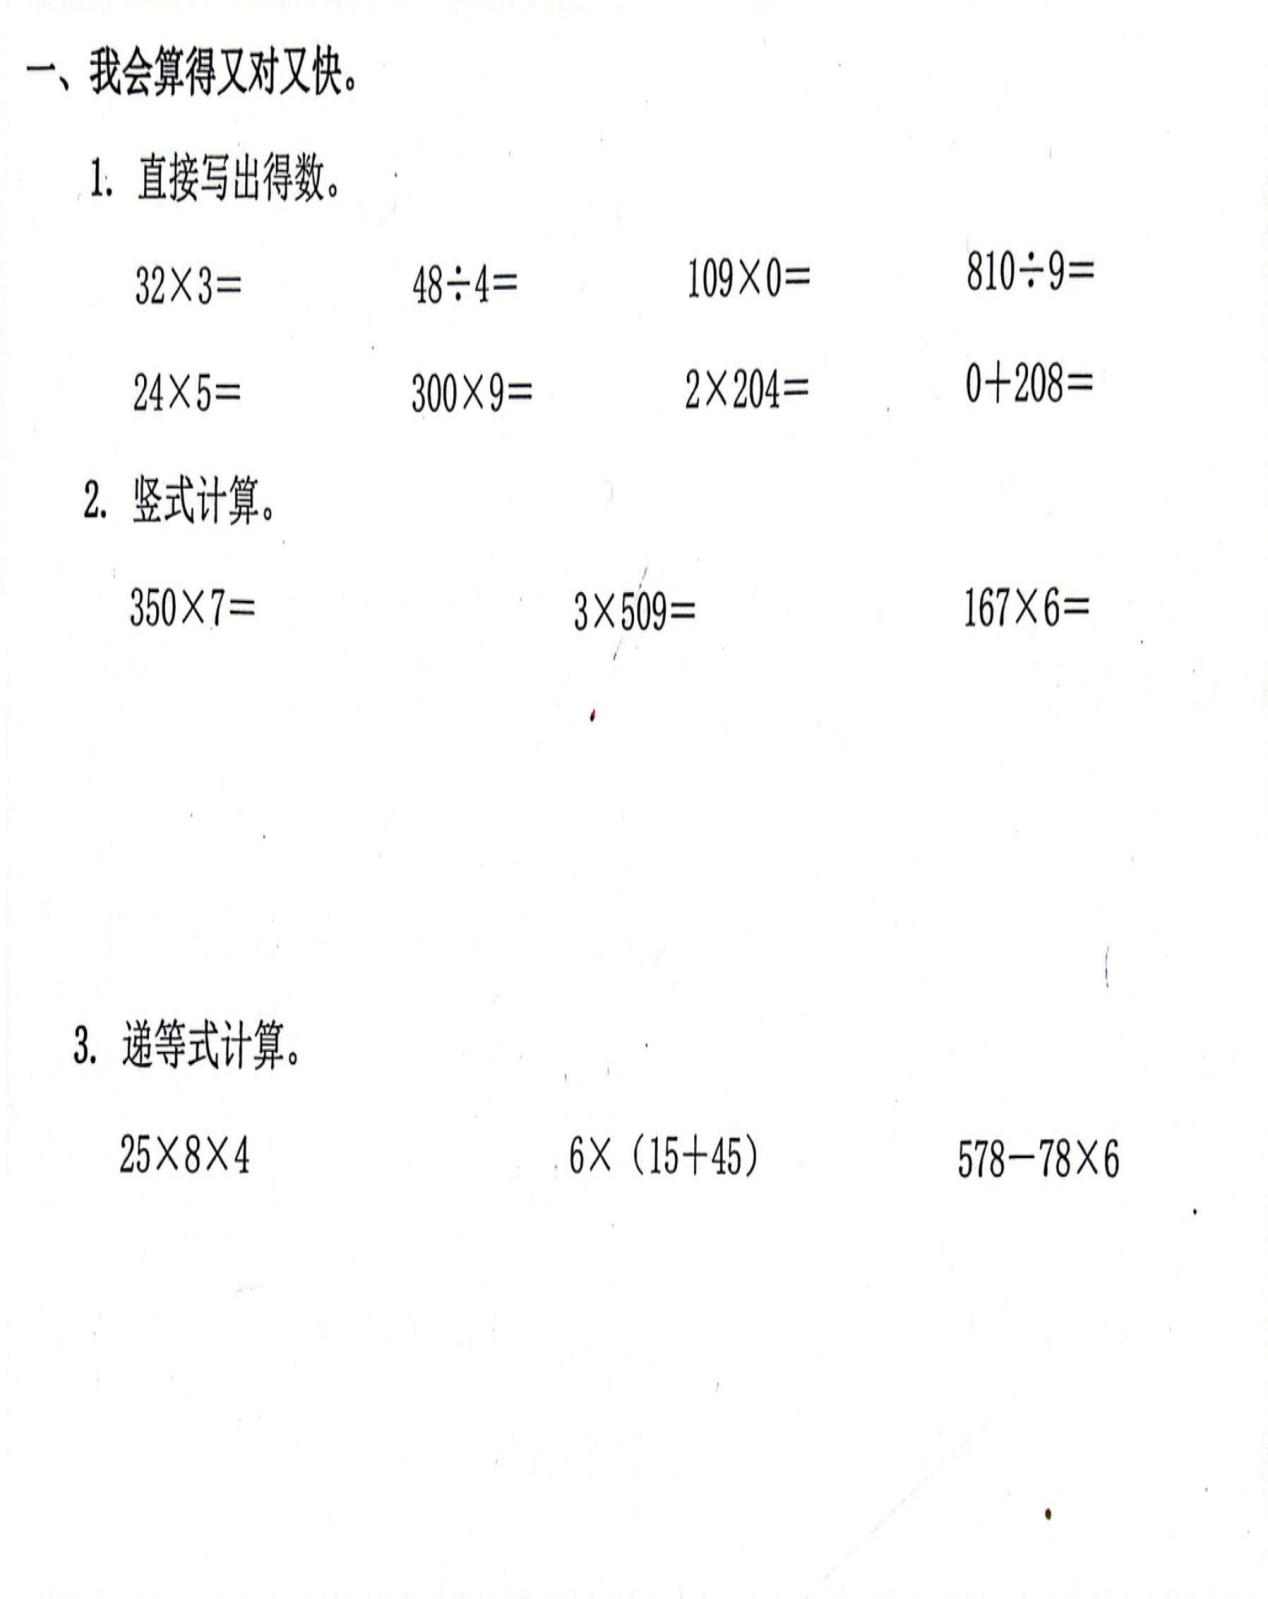 一、我会算得又对又快。
1. 直接写出得数。
32×3= 48÷4= 109×0= 810÷9=
24×5= 300×9= 2×204= 0+208=
2. 竖式计算。
350×7= 3×509= 167×6=
3. 递等式计算。
25×8×4 6×（15+45） 578-78×6